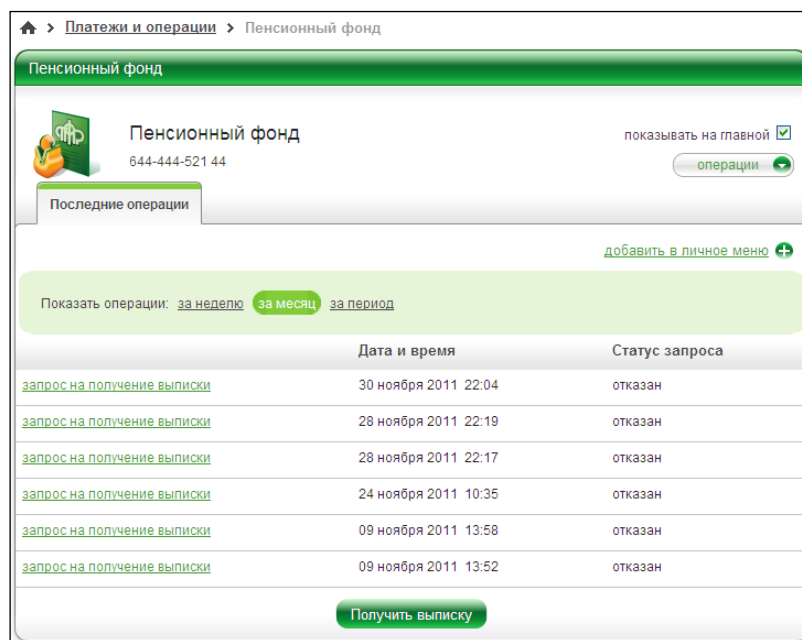 Платежи и операции > Пенсионный фонд
Пенсионный фонд
Пенсионный фонд
644-444-521 44
показывать на главной
операции
Последние операции
добавить в личное меню
Показать операции: за неделю за месяц за период
Дата и время Статус запроса
запрос на получение выписки 30 ноября 2011 22:04 отказан
запрос на получение выписки 28 ноября 2011 22:19 отказан
запрос на получение выписки 28 ноября 2011 22:17 отказан
запрос на получение выписки 24 ноября 2011 10:35 отказан
запрос на получение выписки 09 ноября 2011 13:58 отказан
запрос на получение выписки 09 ноября 2011 13:52 отказан
Получить выписку